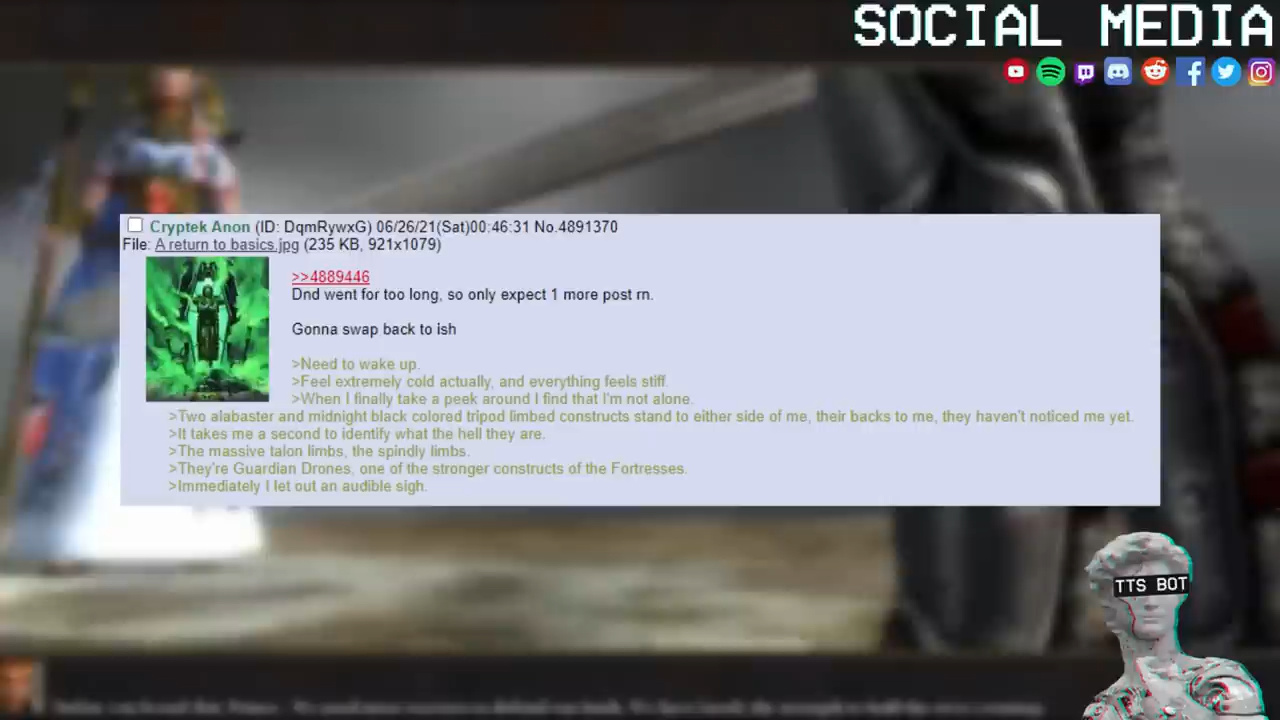 SOCIAL MEDIA
Cryptek Anon (ID: DqmRywxG) 06/26/21(Sat)00:46:31 No.4891370
File: A return to basics.jpg (235 KB, 921x1079)
>>4889446
Dnd went for too long, so only expect 1 more post rn.
Gonna swap back to ish
>Need to wake up.
>Feel extremely cold actually, and everything feels stiff.
>When I finally take a peek around I find that I'm not alone.
>Two alabaster and midnight black colored tripod limbed constructs stand to either side of me, their backs to me, they haven't noticed me yet.
>It takes me a second to identify what the hell they are.
>The massive talon limbs, the spindly limbs.
>They're Guardian Drones, one of the stronger constructs of the Fortresses.
>Immediately I let out an audible sigh.
TTS BOT